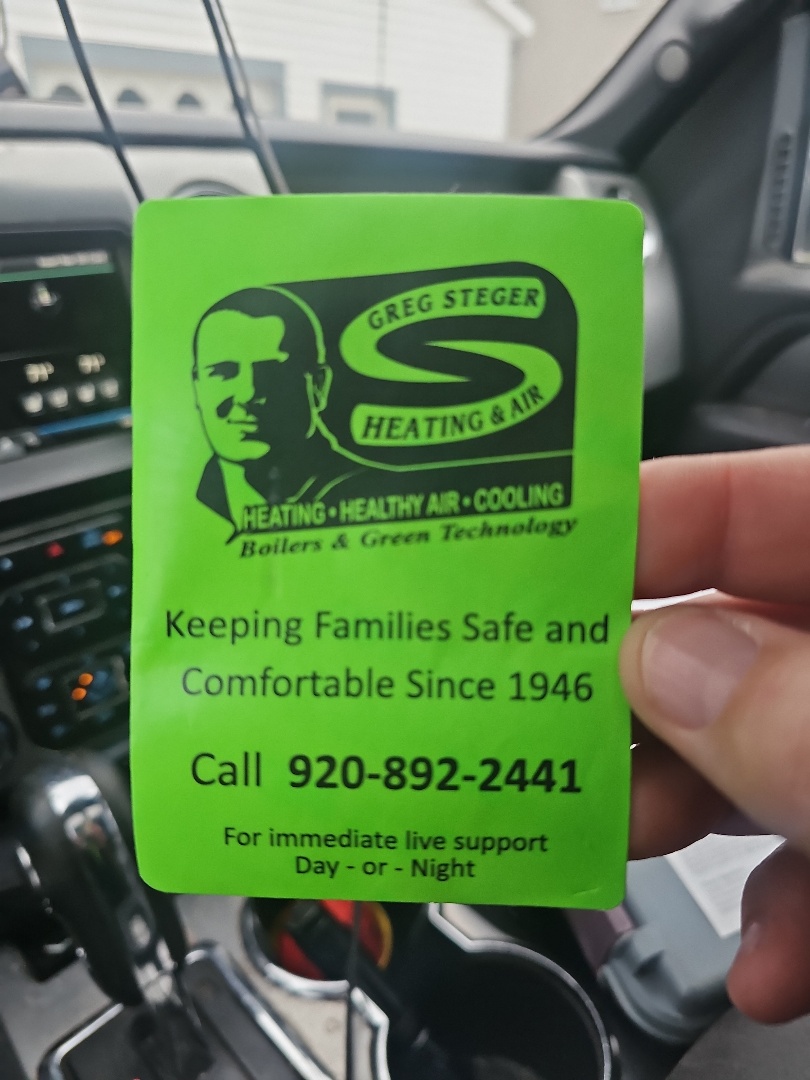 GREG STEGER
HEATING & AIR
HEATING • HEALTHY AIR • COOLING
Boilers & Green Technology
Keeping Families Safe and
Comfortable Since 1946
Call 920-892-2441
For immediate live support
Day - or - Night